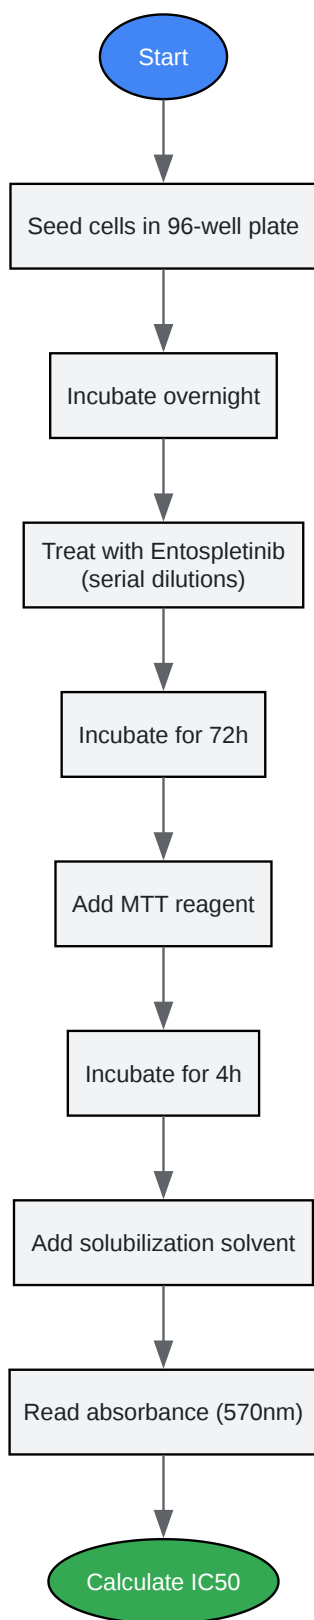 Start
Seed cells in 96-well plate
Incubate overnight
Treat with Entospletinib
(serial dilutions)
Incubate for 72h
Add MTT reagent
Incubate for 4h
Add solubilization solvent
Read absorbance (570nm)
Calculate IC50